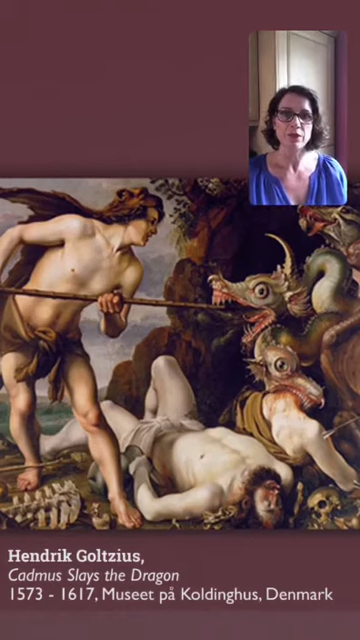 Hendrik Goltzius,
Cadmus Slays the Dragon
1573 - 1617, Museet på Koldinghus, Denmark